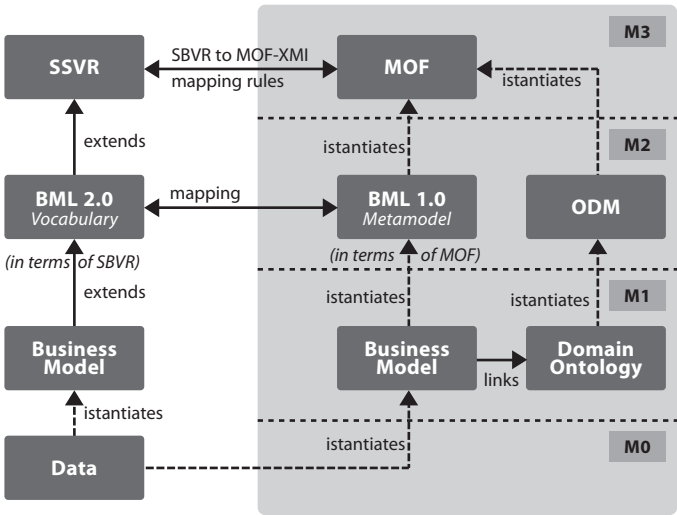 M3
SSVR
SBVR to MOF-XMI
mapping rules
MOF
istantiates
extends
istantiates
M2
BML 2.0
Vocabulary
mapping
BML 1.0
Metamodel
ODM
(in terms of SBVR)
(in terms of MOF)
extends
istantiates
istantiates
M1
Business
Model
Business
Model
links
Domain
Ontology
istantiates
istantiates
M0
Data